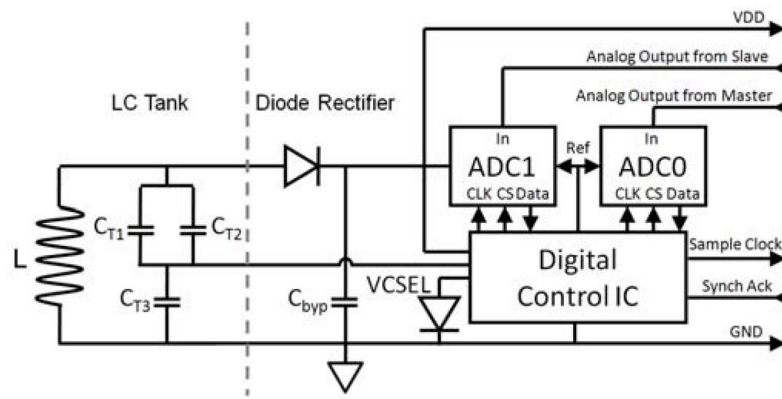 VDD
Analog Output from Slave
LC Tank
Diode Rectifier
Analog Output from Master
In
In
Ref
ADC1
ADC0
CLK CS Data
CLK CS Data
CT1
CT2
L
Sample Clock
VCSEL
Digital
Control IC
CT3
Cbyp
Synch Ack
GND